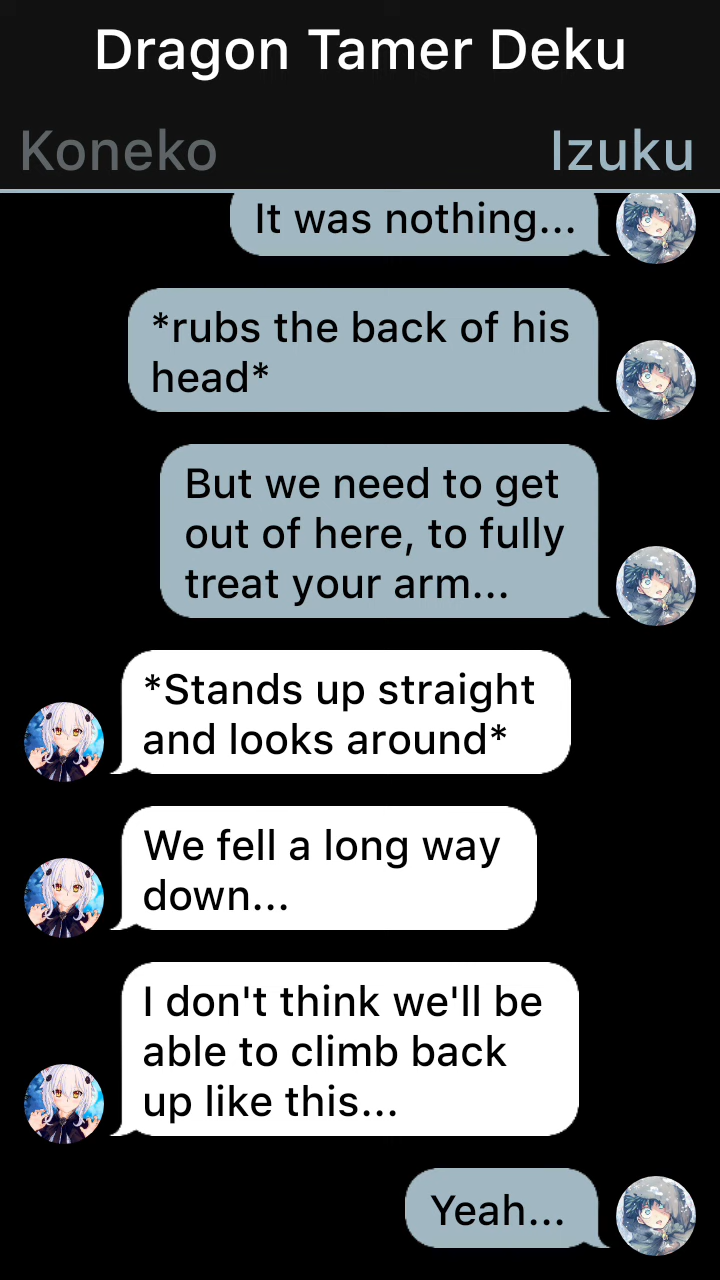 Dragon Tamer Deku
Koneko
Izuku
It was nothing...
*rubs the back of his
head*
But we need to get
out of here, to fully
treat your arm...
*Stands up straight
and looks around*
We fell a long way
down...
I don't think we'll be
able to climb back
up like this...
Yeah...